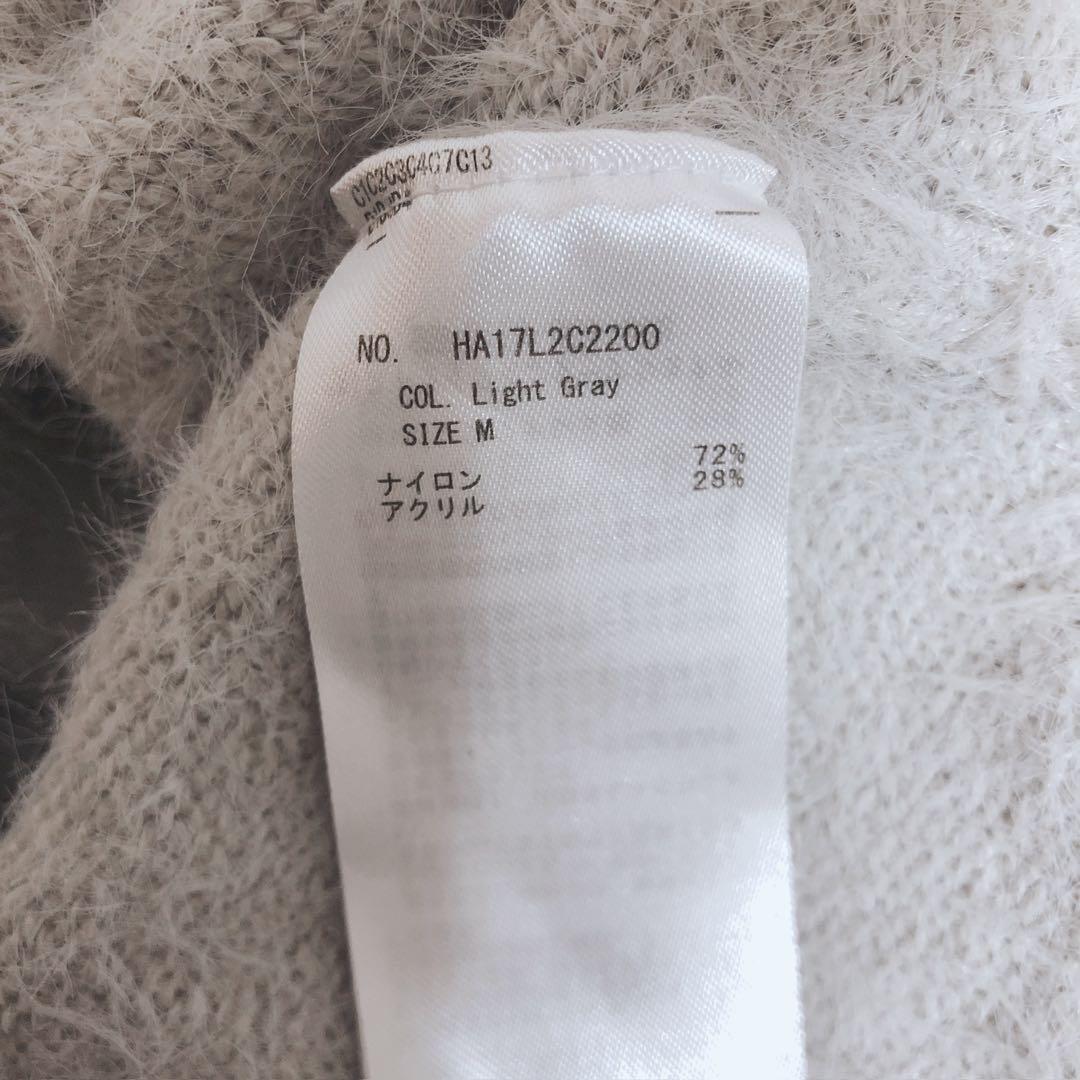 C1C2C3C4C7C13
NO. HA17L2C2200
COL. Light Gray
SIZE M
72%
ナイロン 28%
アクリル